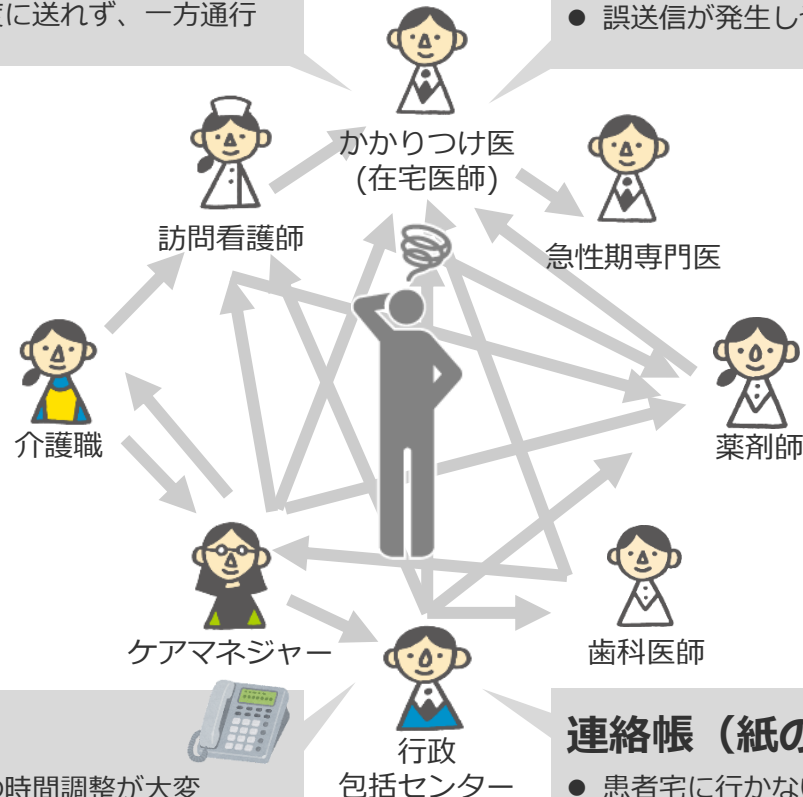 に送れず、一方通行
● 誤送信が発生し
かかりつけ医
(在宅医師)
訪問看護師
急性期専門医
介護職
薬剤師
ケアマネジャー
歯科医師
行政
包括センター
連絡帳（紙の
時間調整が大変
● 患者宅に行かな